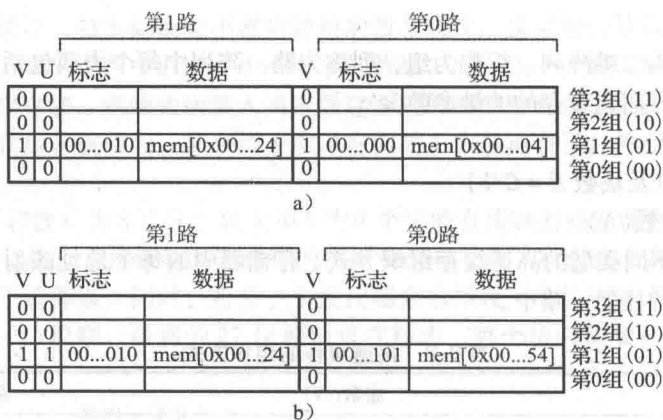 第1路 第0路
V U 标志 数据 V 标志 数据
0 0 0 第3组(11)
0 0 0 第2组(10)
1 0 00...010 mem[0x00...24] 1 00...000 mem[0x00...04] 第1组(01)
0 0 0 第0组(00)
a)
第1路 第0路
V U 标志 数据 V 标志 数据
0 0 0 第3组(11)
0 0 0 第2组(10)
1 1 00...010 mem[0x00...24] 1 00...101 mem[0x00...54] 第1组(01)
0 0 0 第0组(00)
b)